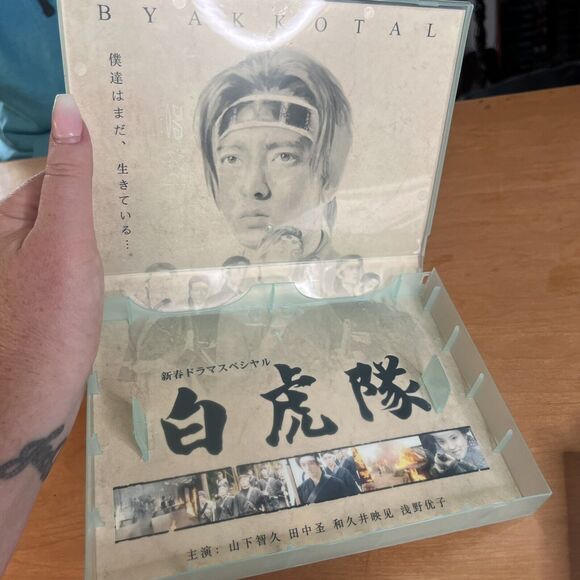 BYAKKOTAI
僕達はまだ、生きている…
新春ドラマスペシャル
白虎隊
主演：山下智久 田中圣 和久井映见 浅野优子